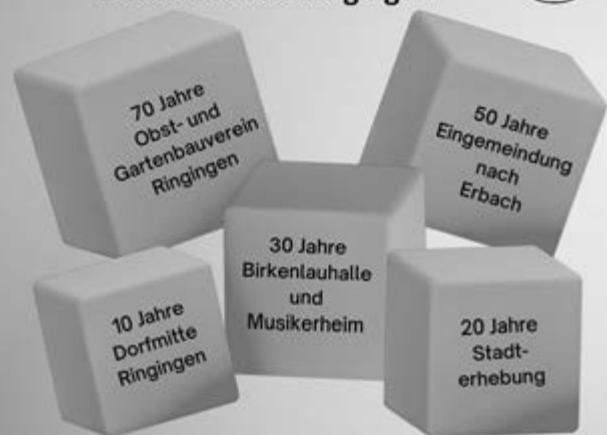 70 Jahre
Obst- und
Gartenbauverein
Ringingen
50 Jahre
Eingemeindung
nach
Erbach
30 Jahre
Birkenlauhalle
und
Musikerheim
10 Jahre
Dorfmitte
Ringingen
20 Jahre
Stadt-
erhebung